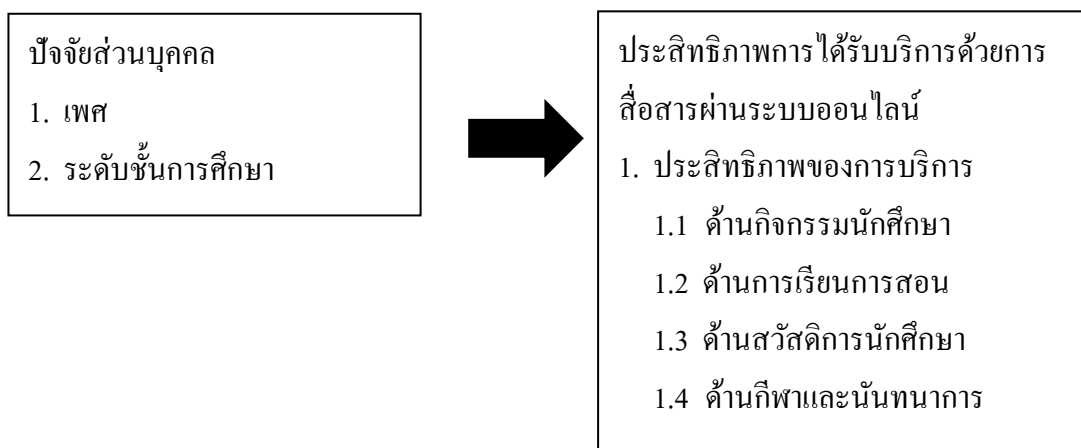 ปัจจัยส่วนบุคคล
1. เพศ
2. ระดับชั้นการศึกษา
ประสิทธิภาพการได้รับบริการด้วยการ
สื่อสารผ่านระบบออนไลน์
1. ประสิทธิภาพของการบริการ
1.1 ด้านกิจกรรมนักศึกษา
1.2 ด้านการเรียนการสอน
1.3 ด้านสวัสดิการนักศึกษา
1.4 ด้านกีฬาและนันทนาการ